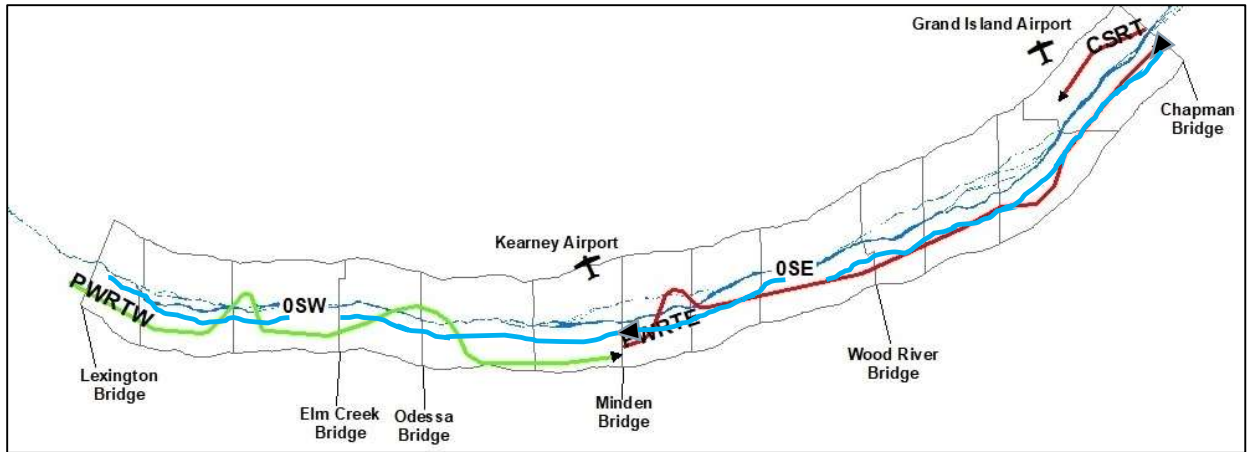 Grand Island Airport
CSRT
Chapman
Bridge
Kearney Airport
0SE
PWRTW
0SW
PWRTE
Wood River
Bridge
Lexington
Bridge
Elm Creek
Bridge
Odessa
Bridge
Minden
Bridge